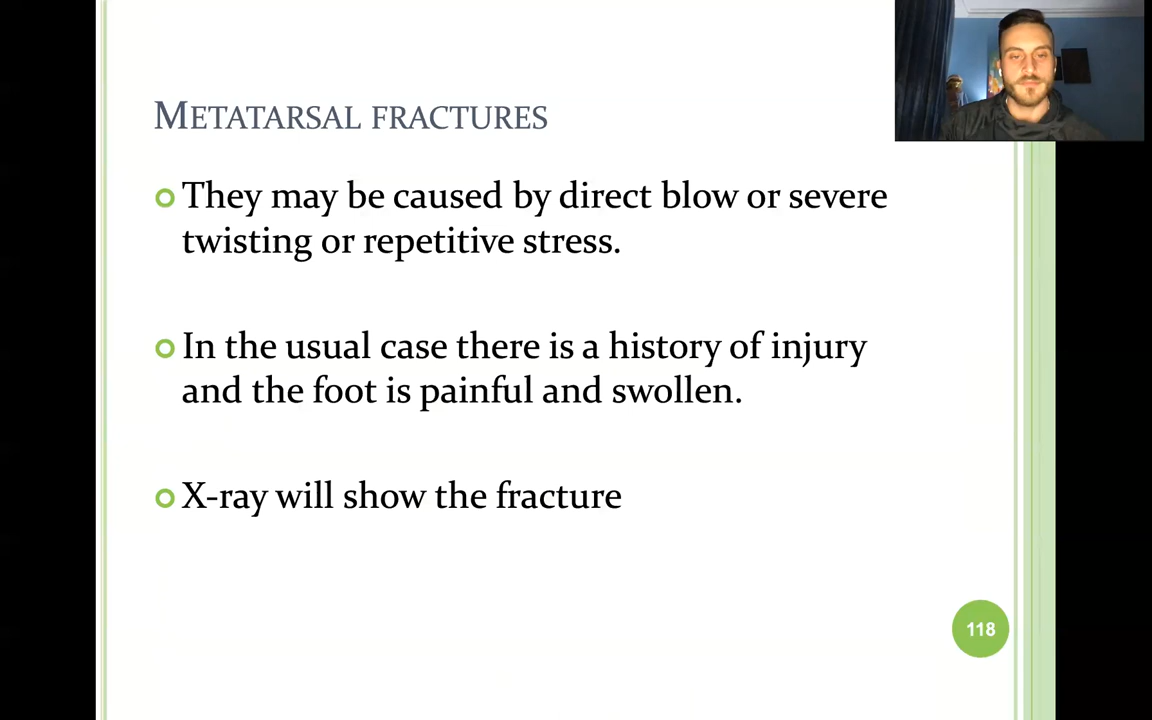 METATARSAL FRACTURES
They may be caused by direct blow or severe
twisting or repetitive stress.
In the usual case there is a history of injury
and the foot is painful and swollen.
X-ray will show the fracture
118